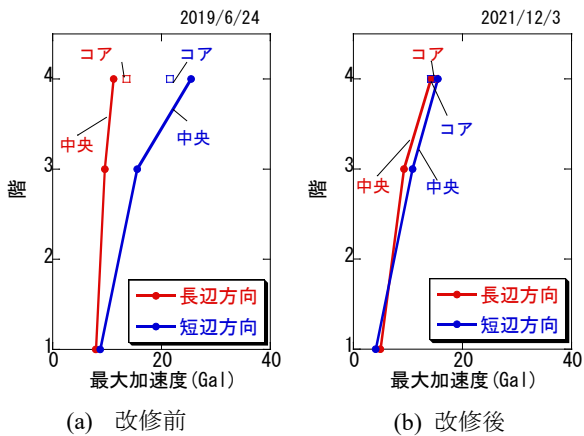 2019/6/24
コア
コア
中央
中央
階
4
3
2
1
長辺方向
短辺方向
0
20
40
最大加速度(Gal)
(a) 改修前
2021/12/3
コア
コア
中央
中央
階
4
3
2
1
長辺方向
短辺方向
0
20
40
最大加速度(Gal)
(b) 改修後